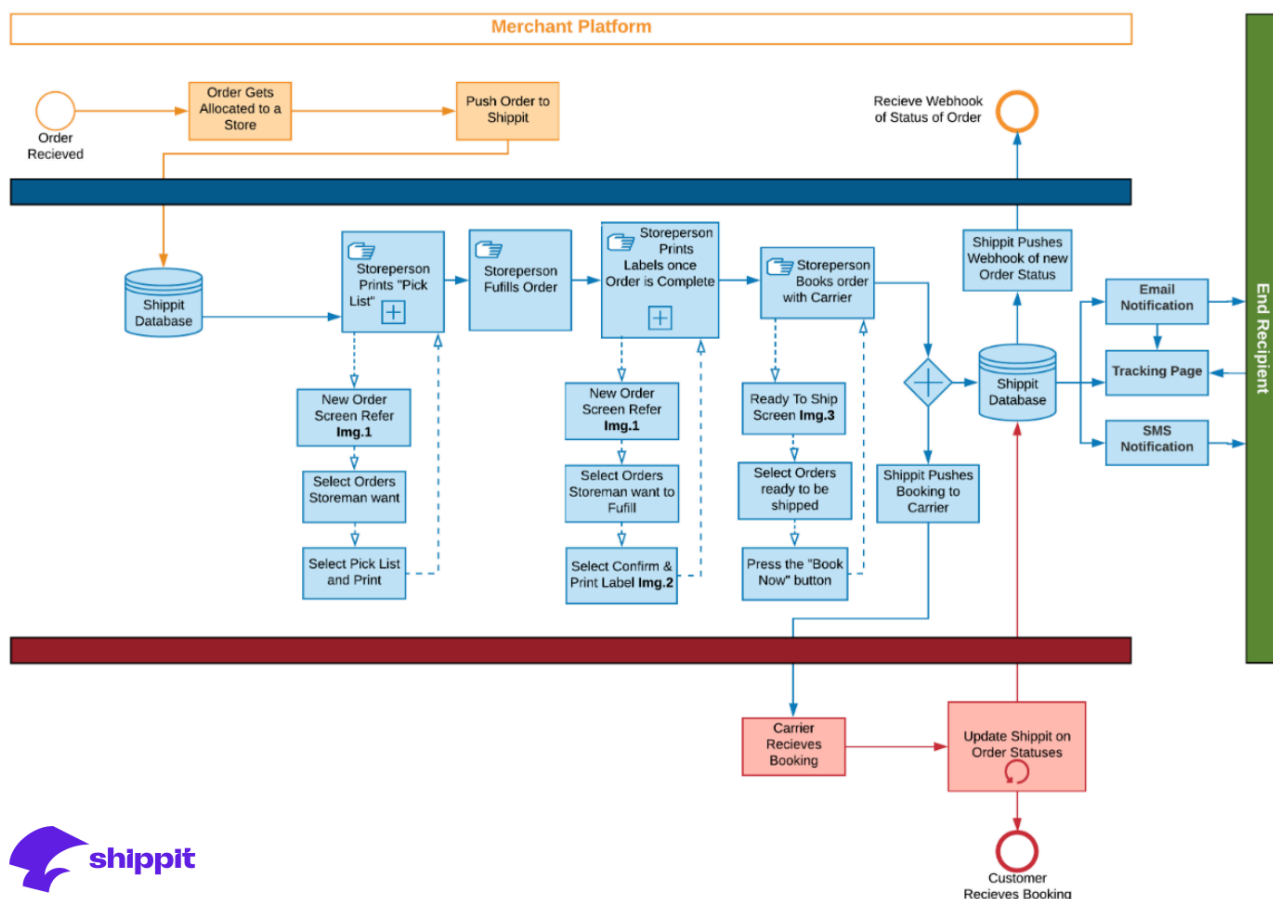 Merchant Platform
Order Gets
Allocated to a
Store
Push Order to
Shippit
Order
Recieved
Recieve Webhook
of Status of Order
Shippit
Database
Storeperson
Prints "Pick
List"
Storeperson
Fufills Order
Storeperson
Prints
Labels once
Order is Complete
Storeperson
Books order
with Carrier
Shippit Pushes
Webhook of new
Order Status
Shippit
Database
Email
Notification
Tracking Page
SMS
Notification
End Recipient
New Order
Screen Refer
Img.1
Select Orders
Storeman want
Select Pick List
and Print
New Order
Screen Refer
Img.1
Select Orders
Storeman want to
Fufill
Select Confirm &
Print Label Img.2
Ready To Ship
Screen Img.3
Select Orders
ready to be
shipped
Press the "Book
Now" button
Shippit Pushes
Booking to
Carrier
Carrier
Recieves
Booking
Update Shippit on
Order Statuses
Customer
Recieves Booking
shippit